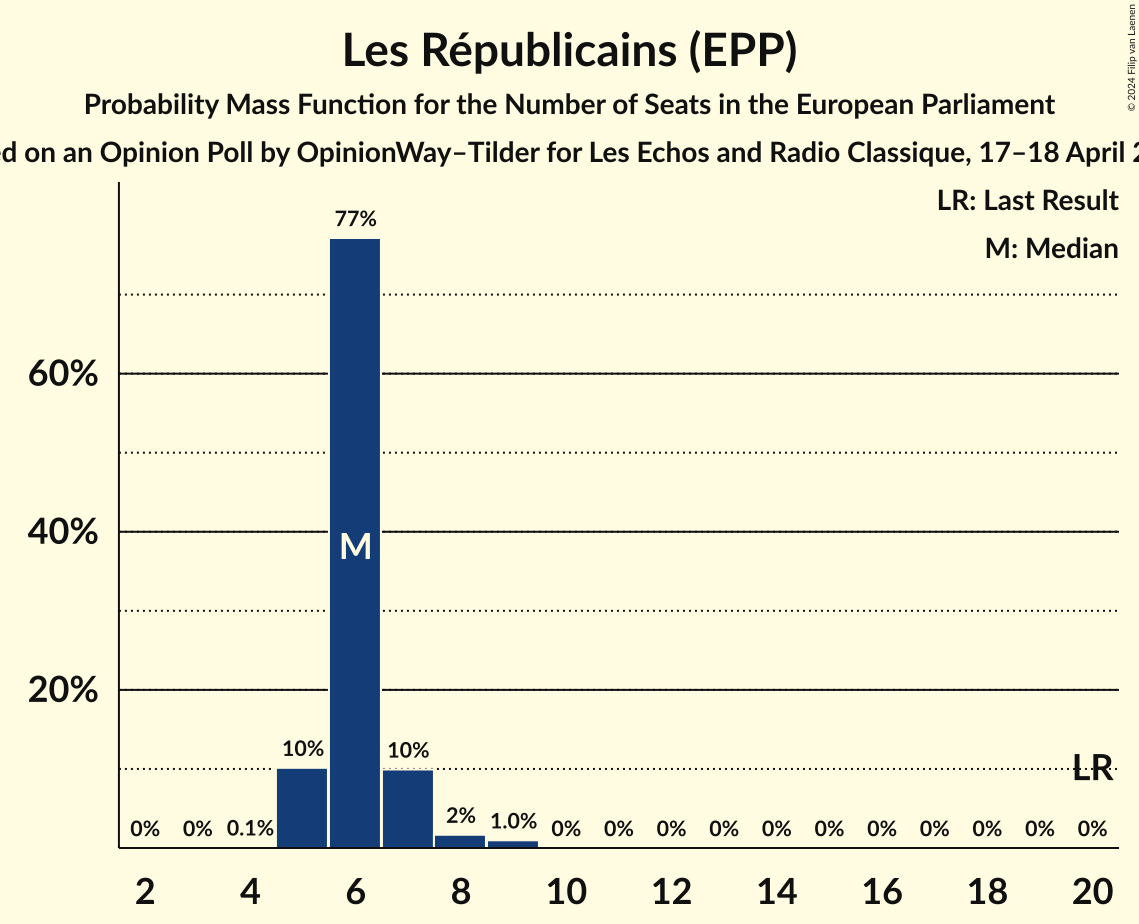 Les Républicains (EPP)
Probability Mass Function for the Number of Seats in the European Parliament
on an Opinion Poll by OpinionWay–Tilder for Les Echos and Radio Classique, 17–18 April
© 2024 Filip van Laenen
LR: Last Result
M: Median
77%
60%
40%
M
20%
10% 10%
LR
0% 0% 0.1% 2% 1.0% 0% 0% 0% 0% 0% 0% 0% 0% 0% 0% 0%
2 4 6 8 10 12 14 16 18 20